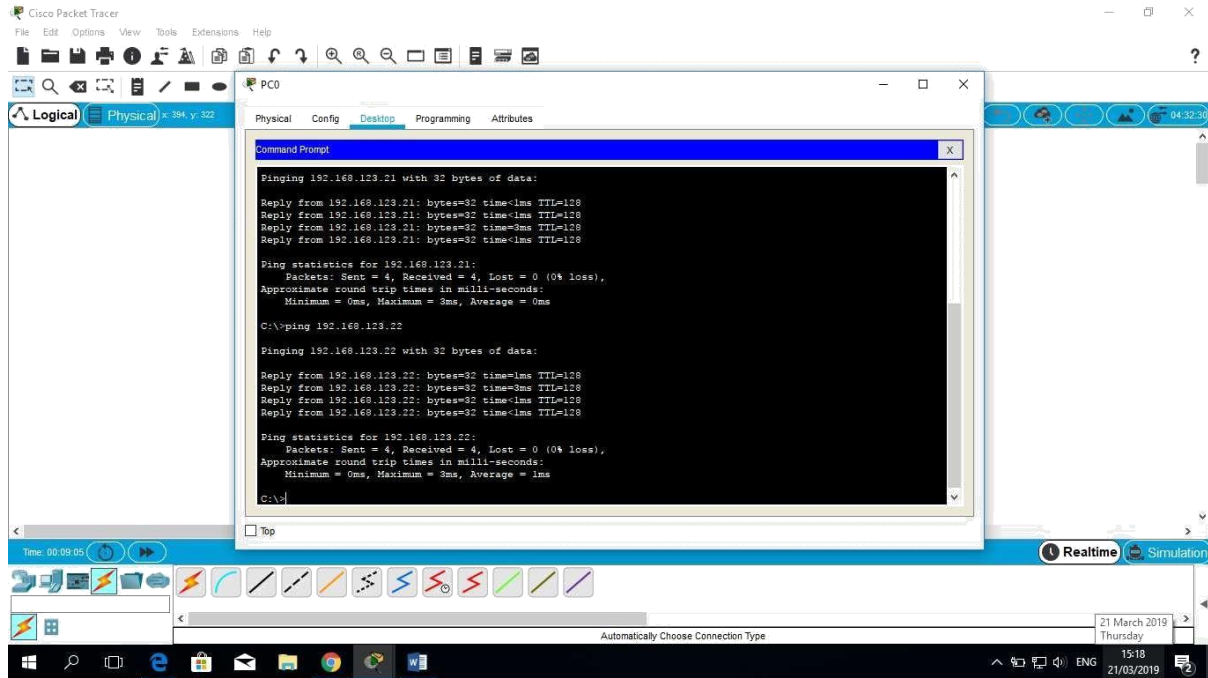 Cisco Packet Tracer
File Edit Options View Tools Extensions Help
?
PC0
Logical
Physical x: 394, y: 322
04:32:30
Physical Config Desktop Programming Attributes
Command Prompt
X
Pinging 192.168.123.21 with 32 bytes of data:
Reply from 192.168.123.21: bytes=32 time<1ms TTL=128
Reply from 192.168.123.21: bytes=32 time<1ms TTL=128
Reply from 192.168.123.21: bytes=32 time=3ms TTL=128
Reply from 192.168.123.21: bytes=32 time<1ms TTL=128
Ping statistics for 192.168.123.21:
Packets: Sent = 4, Received = 4, Lost = 0 (0% loss),
Approximate round trip times in milli-seconds:
Minimum = 0ms, Maximum = 3ms, Average = 0ms
C:\>ping 192.168.123.22
Pinging 192.168.123.22 with 32 bytes of data:
Reply from 192.168.123.22: bytes=32 time=1ms TTL=128
Reply from 192.168.123.22: bytes=32 time=3ms TTL=128
Reply from 192.168.123.22: bytes=32 time<1ms TTL=128
Reply from 192.168.123.22: bytes=32 time<1ms TTL=128
Ping statistics for 192.168.123.22:
Packets: Sent = 4, Received = 4, Lost = 0 (0% loss),
Approximate round trip times in milli-seconds:
Minimum = 0ms, Maximum = 3ms, Average = 1ms
C:\>
Top
Time: 00:09:05
Realtime
Simulation
Automatically Choose Connection Type
21 March 2019
Thursday
ENG
15:18
21/03/2019
2